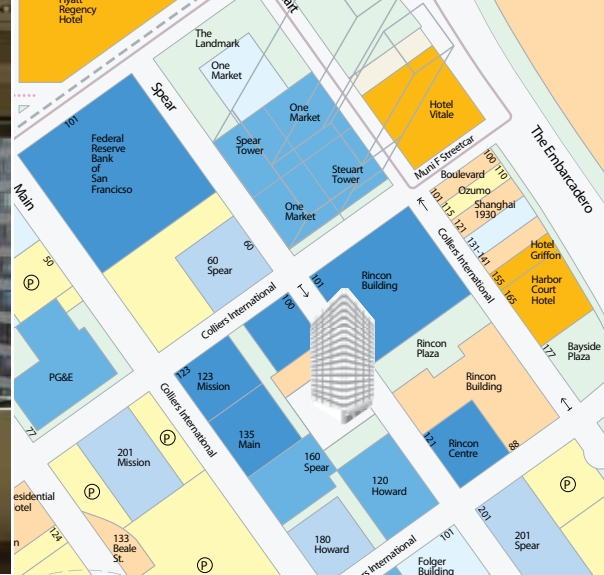 Hyatt
Regency
Hotel
The
Landmark
One
Market
One
Market
Spear
Tower
Steuart
Tower
One
Market
Hotel
Vitale
Spear
101
Federal
Reserve
Bank
of
San
Francicso
Muni F Streetcar
The Embarcadero
Main
Boulevard
100
110
Ozumo
101
115
Shanghai
1930
121
131-141
Hotel
Griffon
155
165
Harbor
Court
Hotel
177
Bayside
Plaza
Colliers International
50
P
60
Spear
60
Colliers International
101
Rincon
Building
100
Rincon
Plaza
Rincon
Building
PG&E
77
123
123
Mission
135
Main
Colliers International
160
Spear
120
Howard
180
Howard
121
Rincon
Centre
88
201
Mission
P
P
P
P
133
Beale
St.
124
201
201
Spear
101
Folger
Building